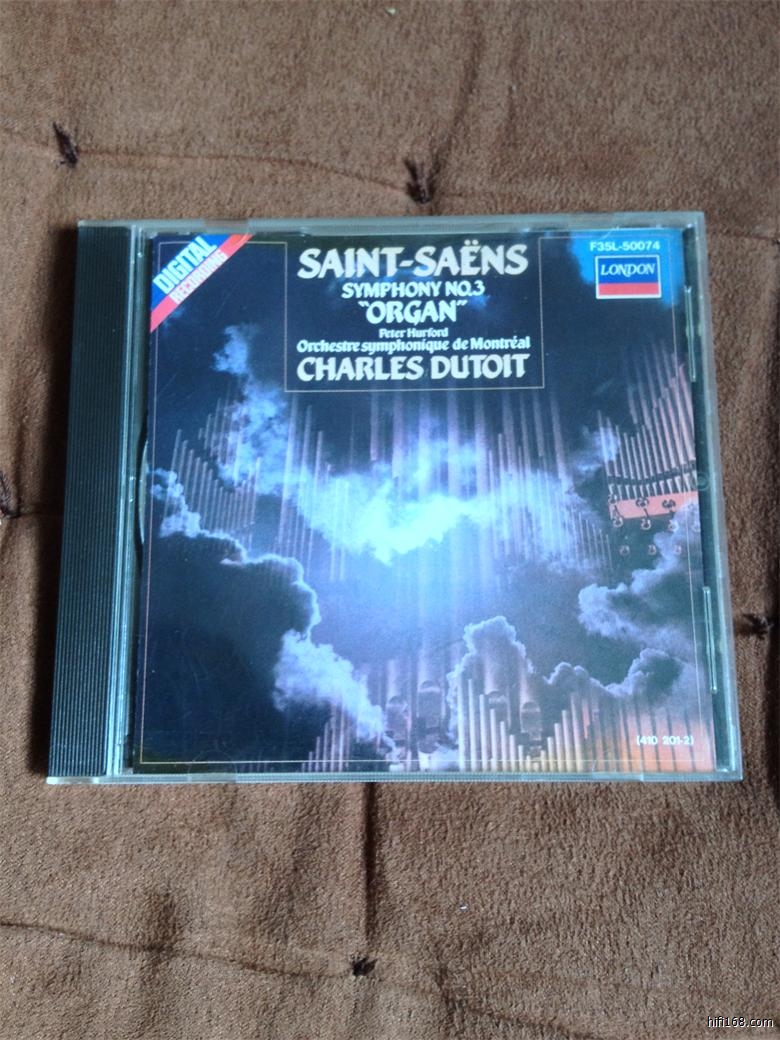 DIGITAL
RECORDING
SAINT-SAËNS
SYMPHONY NO.3
"ORGAN"
Peter Hurford
Orchestre symphonique de Montréal
CHARLES DUTOIT
F35L-50074
LONDON
(410 201-2)
hifi168.com